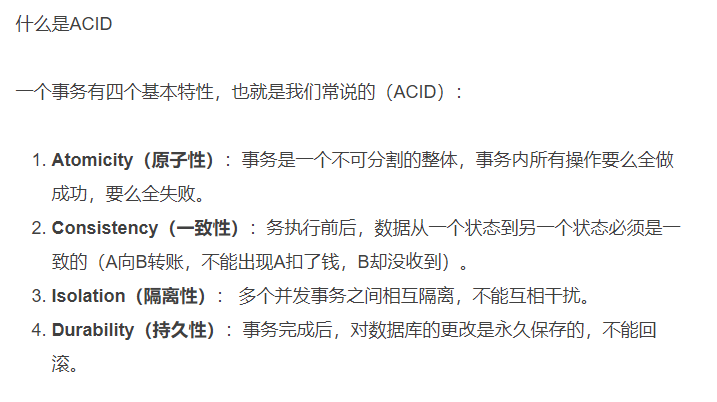 什么是ACID
一个事务有四个基本特性，也就是我们常说的（ACID）：
1. Atomicity（原子性）：事务是一个不可分割的整体，事务内所有操作要么全做
成功，要么全失败。
2. Consistency（一致性）：务执行前后，数据从一个状态到另一个状态必须是一
致的（A向B转账，不能出现A扣了钱，B却没收到）。
3. Isolation（隔离性）： 多个并发事务之间相互隔离，不能互相干扰。
4. Durability（持久性）：事务完成后，对数据库的更改是永久保存的，不能回
滚。